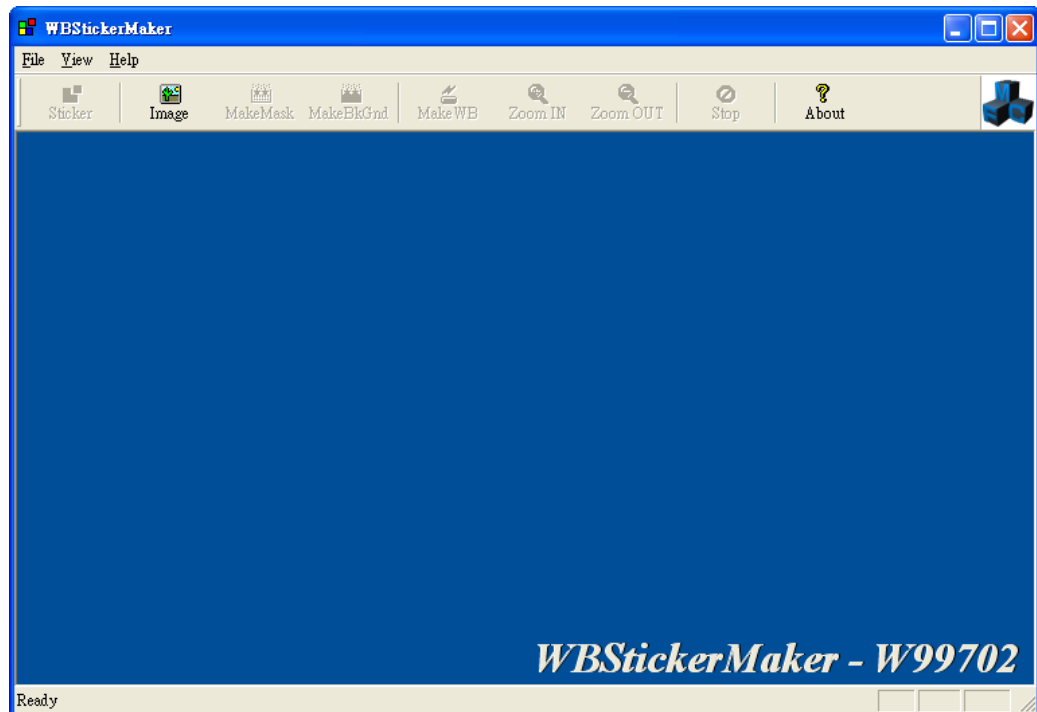 WBStickerMaker
File View Help
Sticker Image MakeMask MakeBkGnd MakeWB Zoom IN Zoom OUT Stop About
WBStickerMaker - W99702
Ready